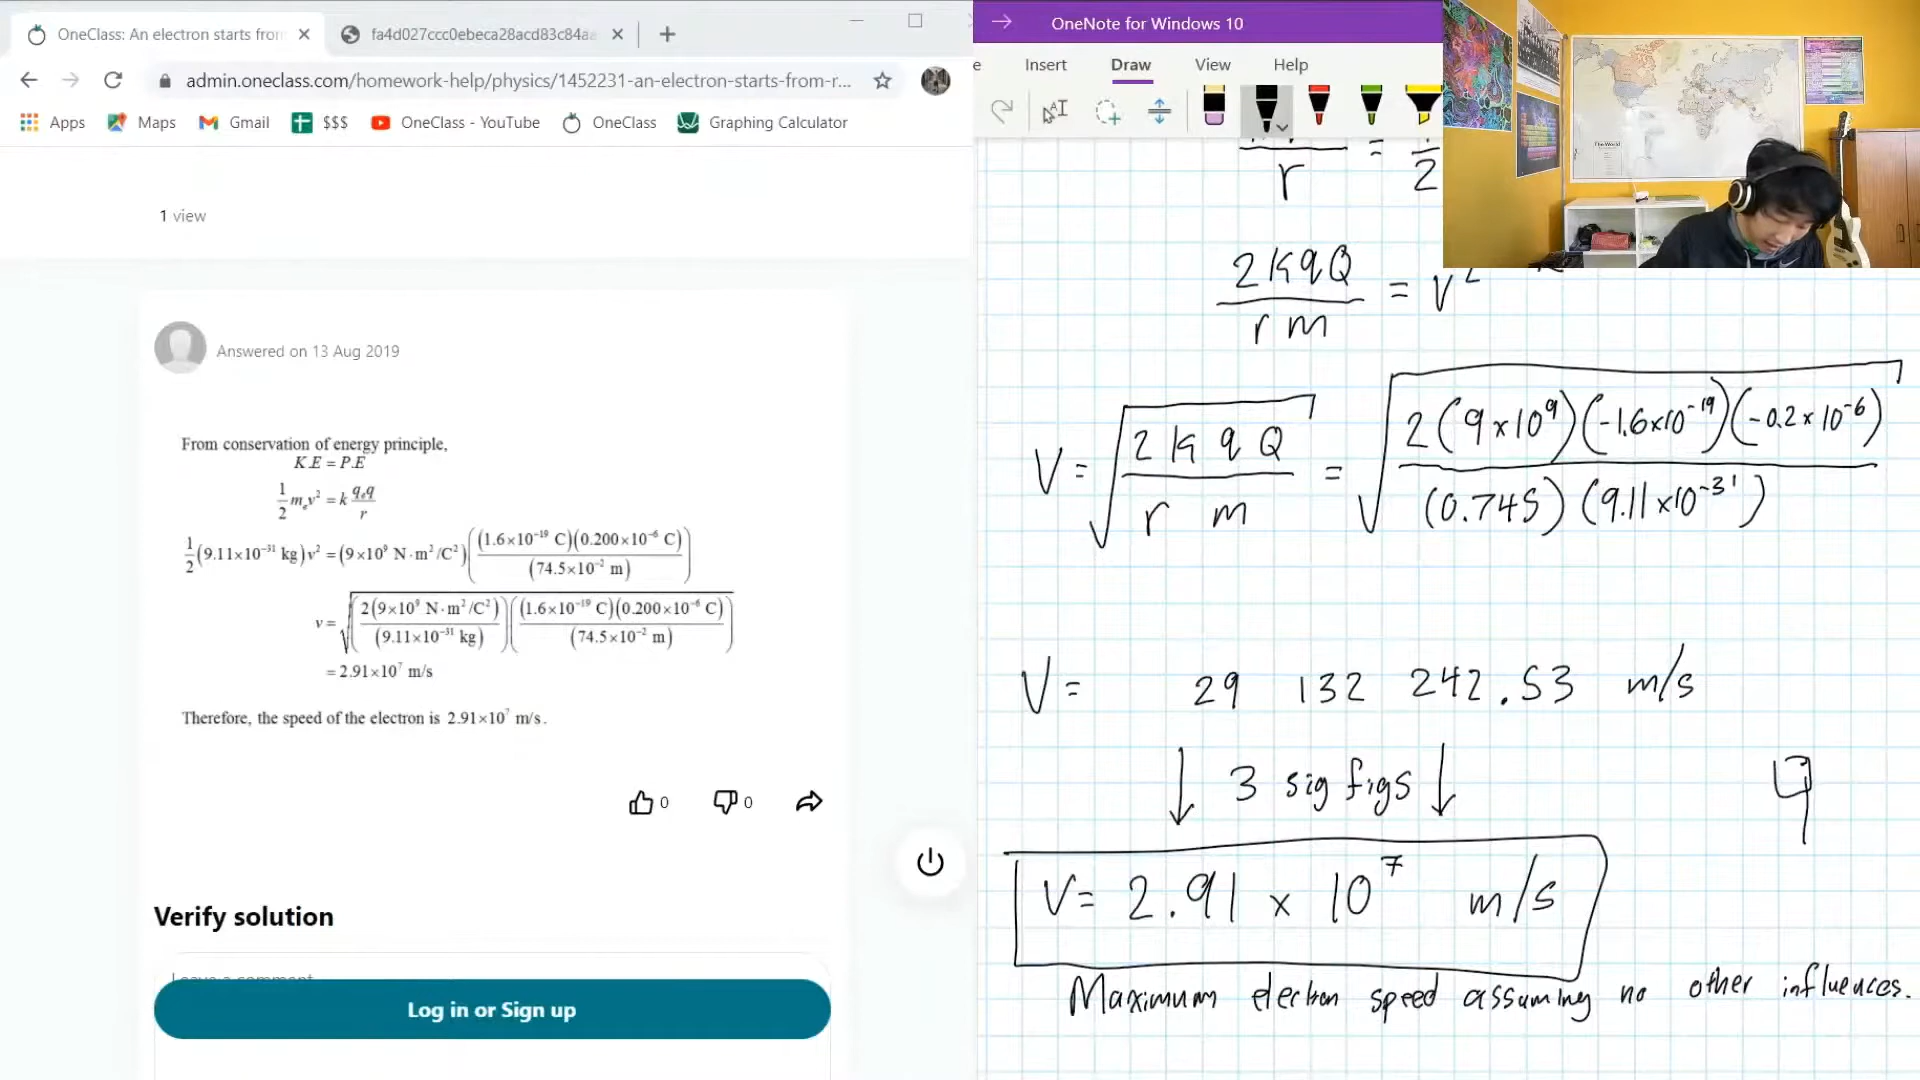 OneClass: An electron starts from
fa4d027ccc0ebeca28acd83c84aa
admin.oneclass.com/homework-help/physics/1452231-an-electron-starts-from-r...
Apps Maps Gmail $$$ OneClass - YouTube OneClass Graphing Calculator
1 view
Answered on 13 Aug 2019
From conservation of energy principle,
K.E = P.E
1/2 mₑv² = k qₑq/r
1/2 (9.11×10⁻³¹ kg)v² = (9×10⁹ N·m²/C²)((1.6×10⁻¹⁹ C)(0.200×10⁻⁶ C)/(74.5×10⁻² m))
v = √((2(9×10⁹ N·m²/C²)/(9.11×10⁻³¹ kg))((1.6×10⁻¹⁹ C)(0.200×10⁻⁶ C)/(74.5×10⁻² m)))
= 2.91×10⁷ m/s
Therefore, the speed of the electron is 2.91×10⁷ m/s.
0 0
Verify solution
Leave a comment
Log in or Sign up
OneNote for Windows 10
Insert Draw View Help
r = 2
2KqQ/rm = v²
V = √(2KqQ/rm) = √(2(9×10⁹)(-1.6×10⁻¹⁹)(-0.2×10⁻⁶)/(0.745)(9.11×10⁻³¹))
V = 29 132 242.53 m/s
↓ 3 sig figs ↓
V = 2.91 × 10⁷ m/s
Maximum electron speed assuming no other influences.